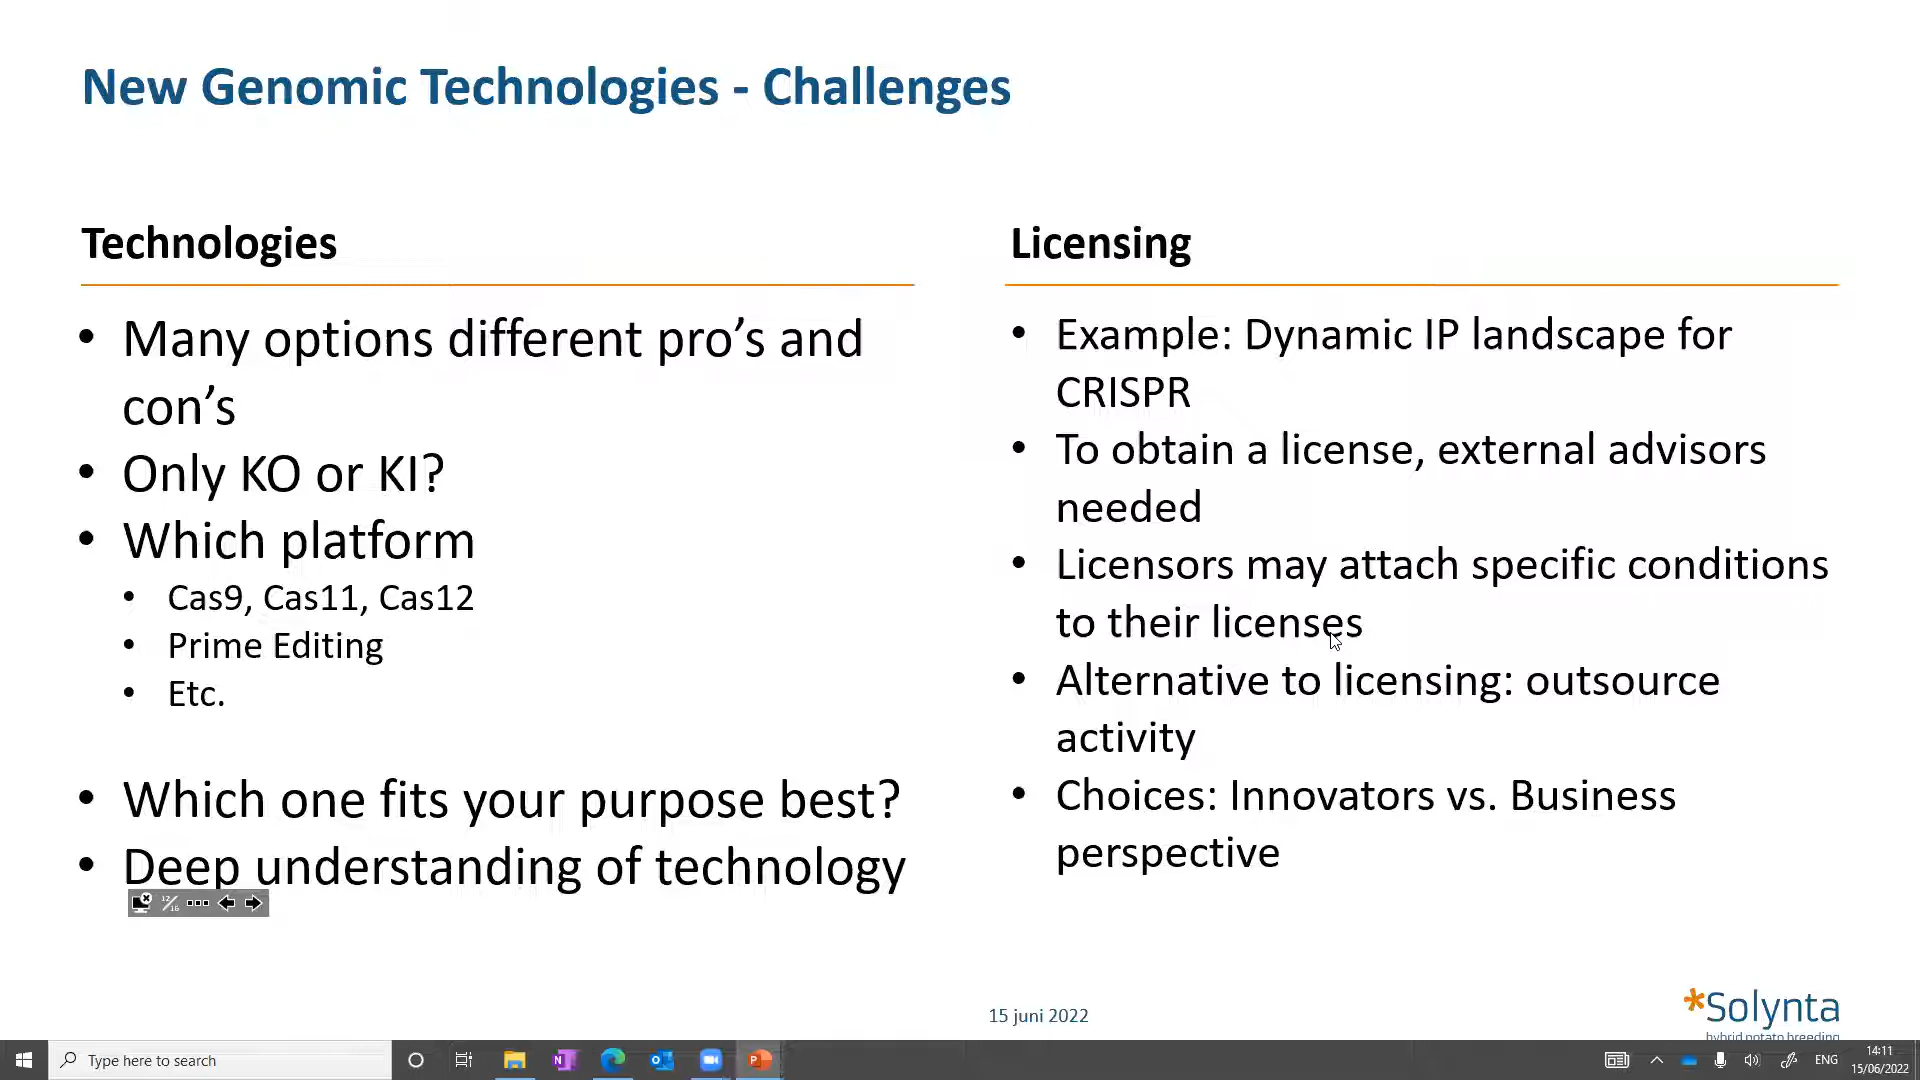 New Genomic Technologies - Challenges
Technologies
• Many options different pro’s and
con’s
• Only KO or KI?
• Which platform
• Cas9, Cas11, Cas12
• Prime Editing
• Etc.
• Which one fits your purpose best?
• Deep understanding of technology
Licensing
• Example: Dynamic IP landscape for
CRISPR
• To obtain a license, external advisors
needed
• Licensors may attach specific conditions
to their licenses
• Alternative to licensing: outsource
activity
• Choices: Innovators vs. Business
perspective
12/16
15 juni 2022
Solynta
hybrid potato breeding
Type here to search
ENG
14:11
15/06/2022